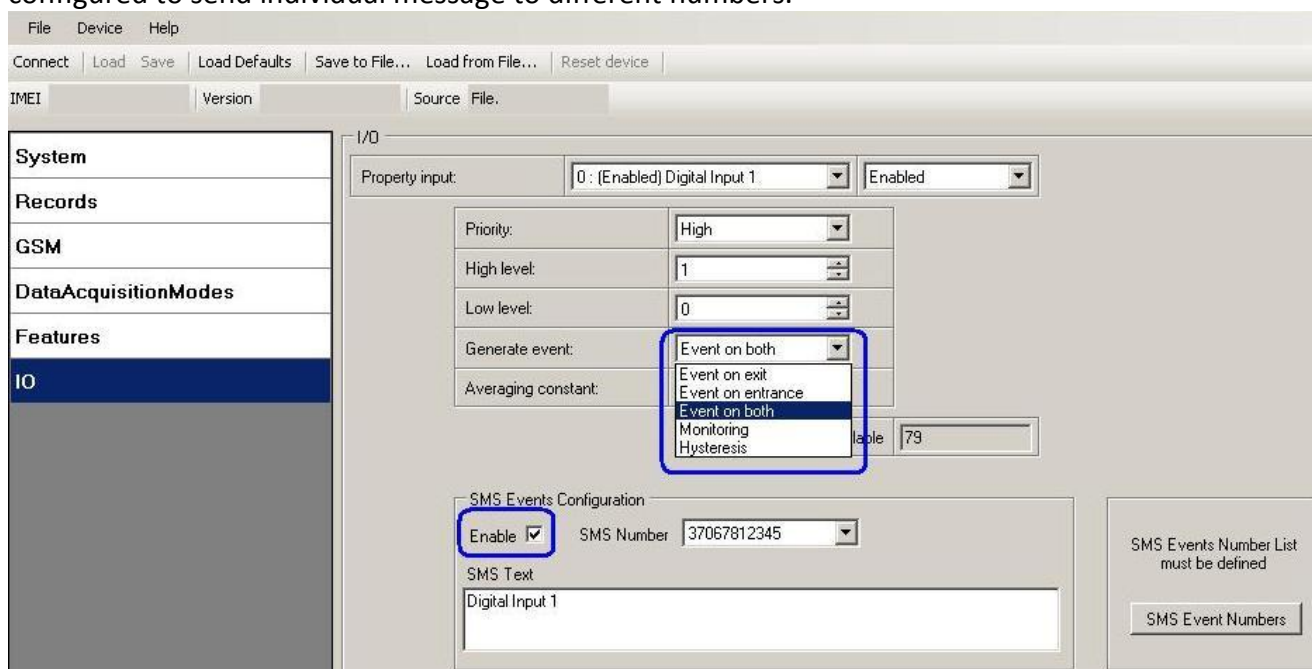 configured to send individual message to different numbers.
File Device Help
Connect Load Save Load Defaults Save to File... Load from File... Reset device
IMEI Version Source File.
System
Records
GSM
DataAcquisitionModes
Features
IO
I/O
Property input: 0 : (Enabled) Digital Input 1 Enabled
Priority: High
High level: 1
Low level: 0
Generate event: Event on both
Averaging constant:
Event on exit
Event on entrance
Event on both
Monitoring
Hysteresis
79
SMS Events Configuration
Enable SMS Number 37067812345
SMS Text
Digital Input 1
SMS Events Number List
must be defined
SMS Event Numbers